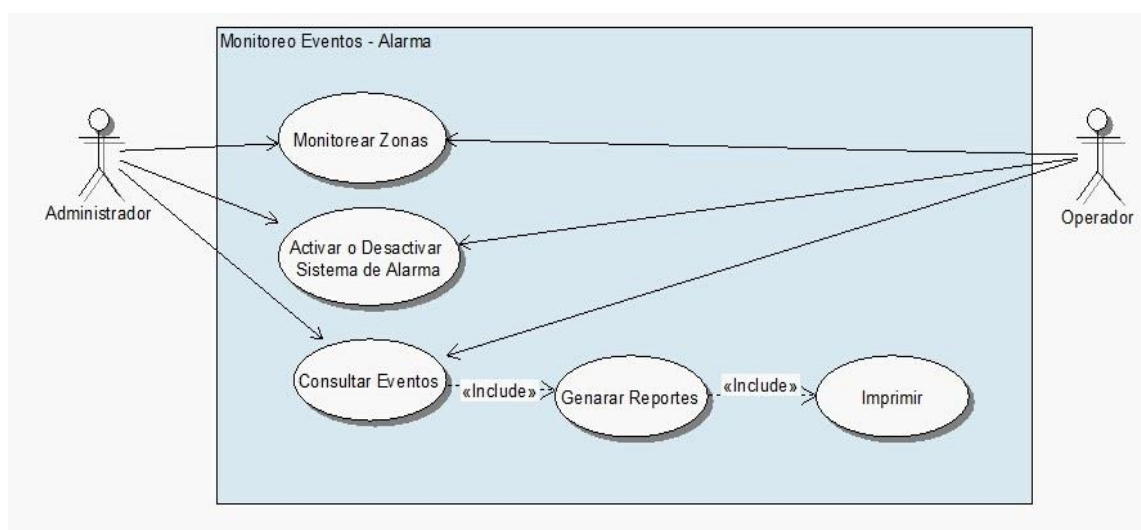 Monitoreo Eventos - Alarma
Monitorear Zonas
Administrador
Operador
Activar o Desactivar
Sistema de Alarma
Consultar Eventos
«Include»
Genarar Reportes
«Include»
Imprimir